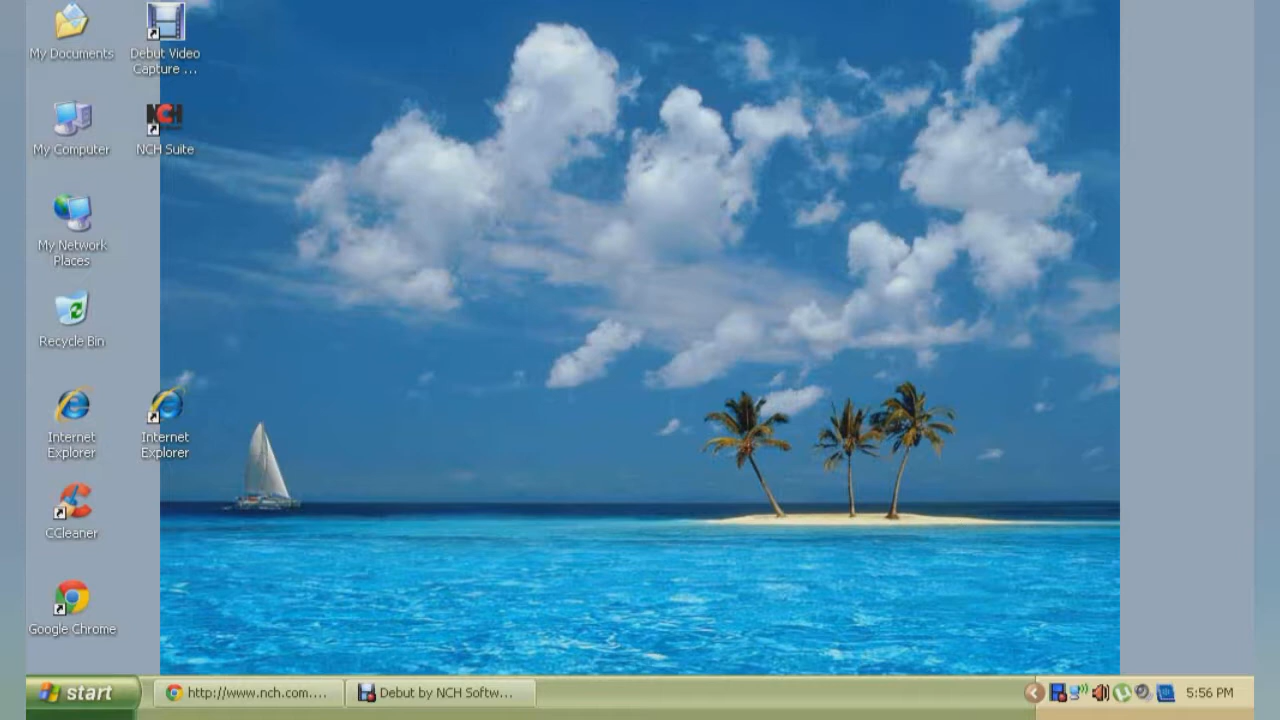 My Documents
Debut Video
Capture ...
My Computer
NCH
NCH Suite
My Network
Places
Recycle Bin
Internet
Explorer
Internet
Explorer
CCleaner
Google Chrome
start
http://www.nch.com....
Debut by NCH Softw...
5:56 PM